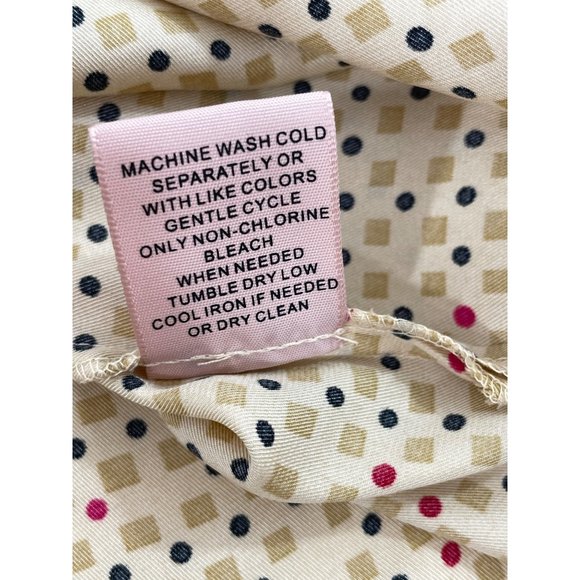 MACHINE WASH COLD
SEPARATELY OR
WITH LIKE COLORS
GENTLE CYCLE
ONLY NON-CHLORINE
BLEACH
WHEN NEEDED
TUMBLE DRY LOW
COOL IRON IF NEEDED
OR DRY CLEAN